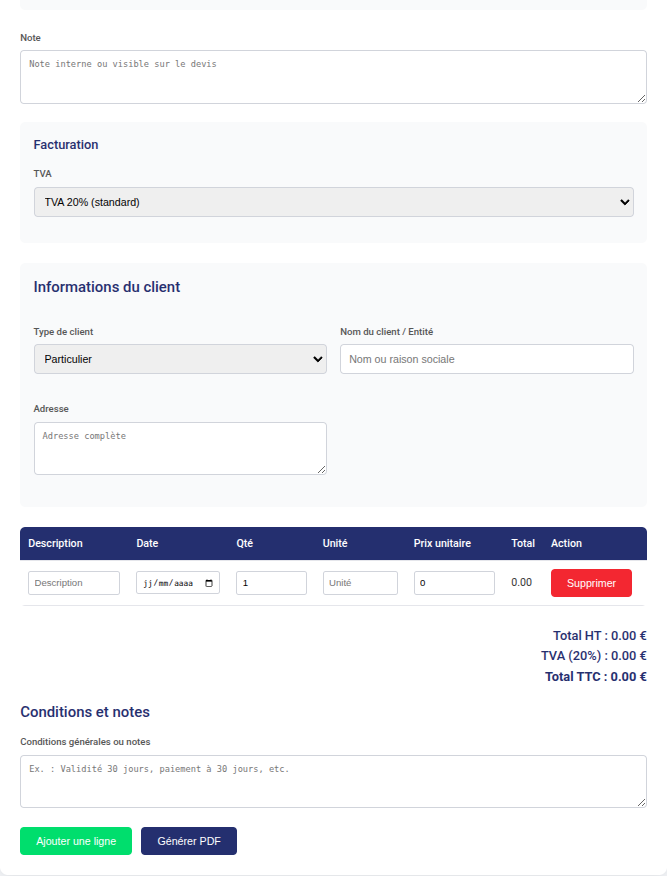 Note
Note interne ou visible sur le devis
Facturation
TVA
TVA 20% (standard)
Informations du client
Type de client
Nom du client / Entité
Particulier
Nom ou raison sociale
Adresse
Adresse complète
Description Date Qté Unité Prix unitaire Total Action
Description jj/mm/aaaa 1 Unité 0 0.00 Supprimer
Total HT : 0.00 €
TVA (20%) : 0.00 €
Total TTC : 0.00 €
Conditions et notes
Conditions générales ou notes
Ex. : Validité 30 jours, paiement à 30 jours, etc.
Ajouter une ligne Générer PDF